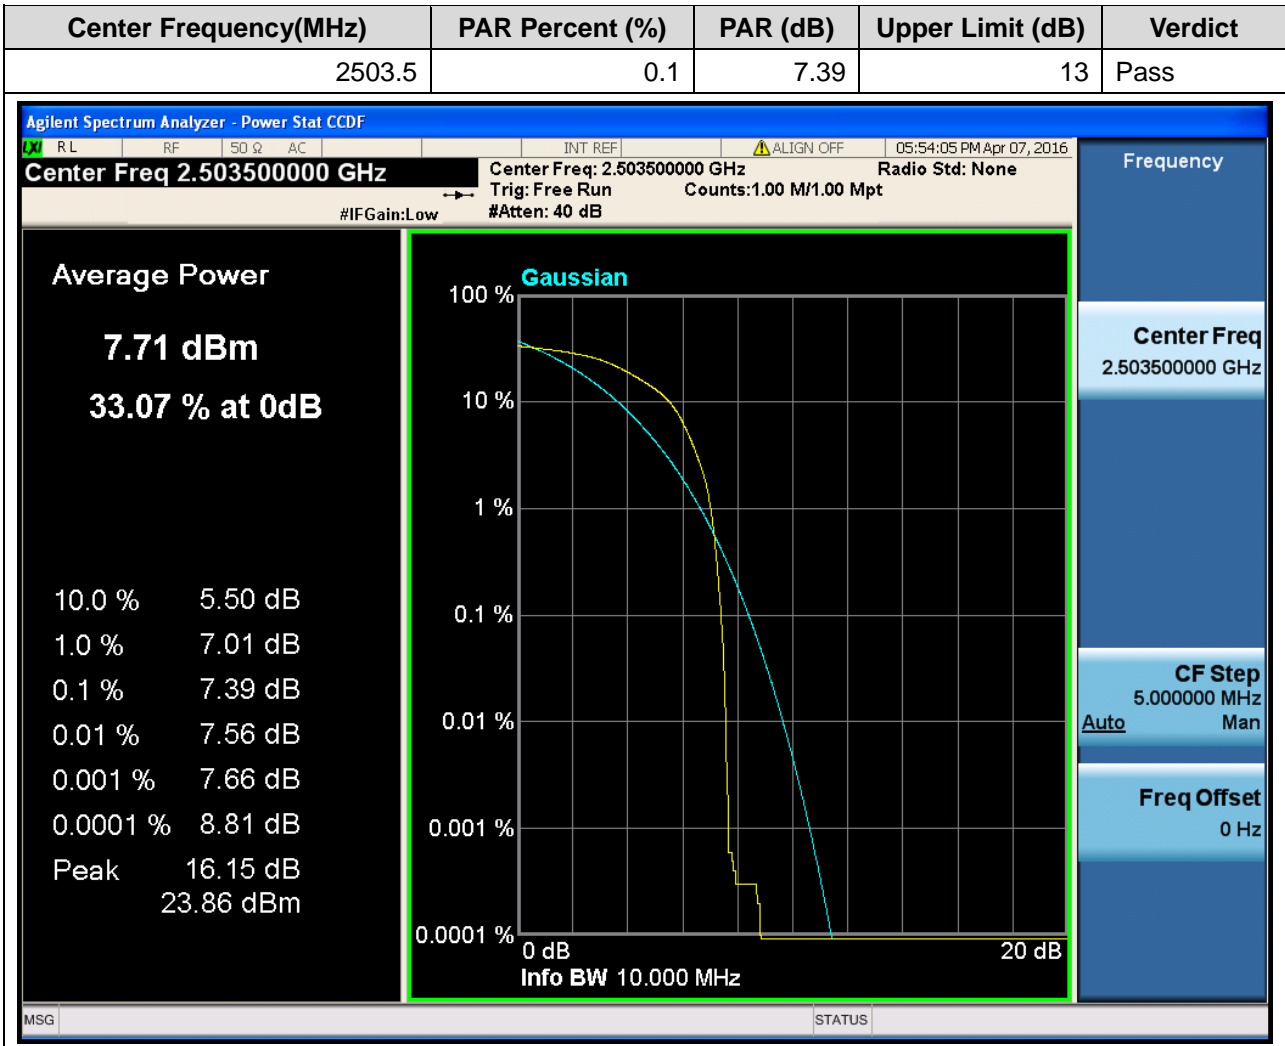 Center Frequency(MHz) PAR Percent (%) PAR (dB) Upper Limit (dB) Verdict
2503.5 0.1 7.39 13 Pass
Agilent Spectrum Analyzer - Power Stat CCDF
LXI RL RF 50 Ω AC INT REF ALIGN OFF 05:54:05 PM Apr 07, 2016
Center Freq 2.503500000 GHz
Center Freq: 2.503500000 GHz Radio Std: None
Trig: Free Run Counts:1.00 M/1.00 Mpt
#IFGain:Low #Atten: 40 dB
Average Power
7.71 dBm
33.07 % at 0dB
10.0 % 5.50 dB
1.0 % 7.01 dB
0.1 % 7.39 dB
0.01 % 7.56 dB
0.001 % 7.66 dB
0.0001 % 8.81 dB
Peak 16.15 dB
23.86 dBm
Gaussian
100 %
10 %
1 %
0.1 %
0.01 %
0.001 %
0.0001 %
0 dB 20 dB
Info BW 10.000 MHz
Frequency
Center Freq
2.503500000 GHz
CF Step
5.000000 MHz
Auto Man
Freq Offset
0 Hz
MSG STATUS